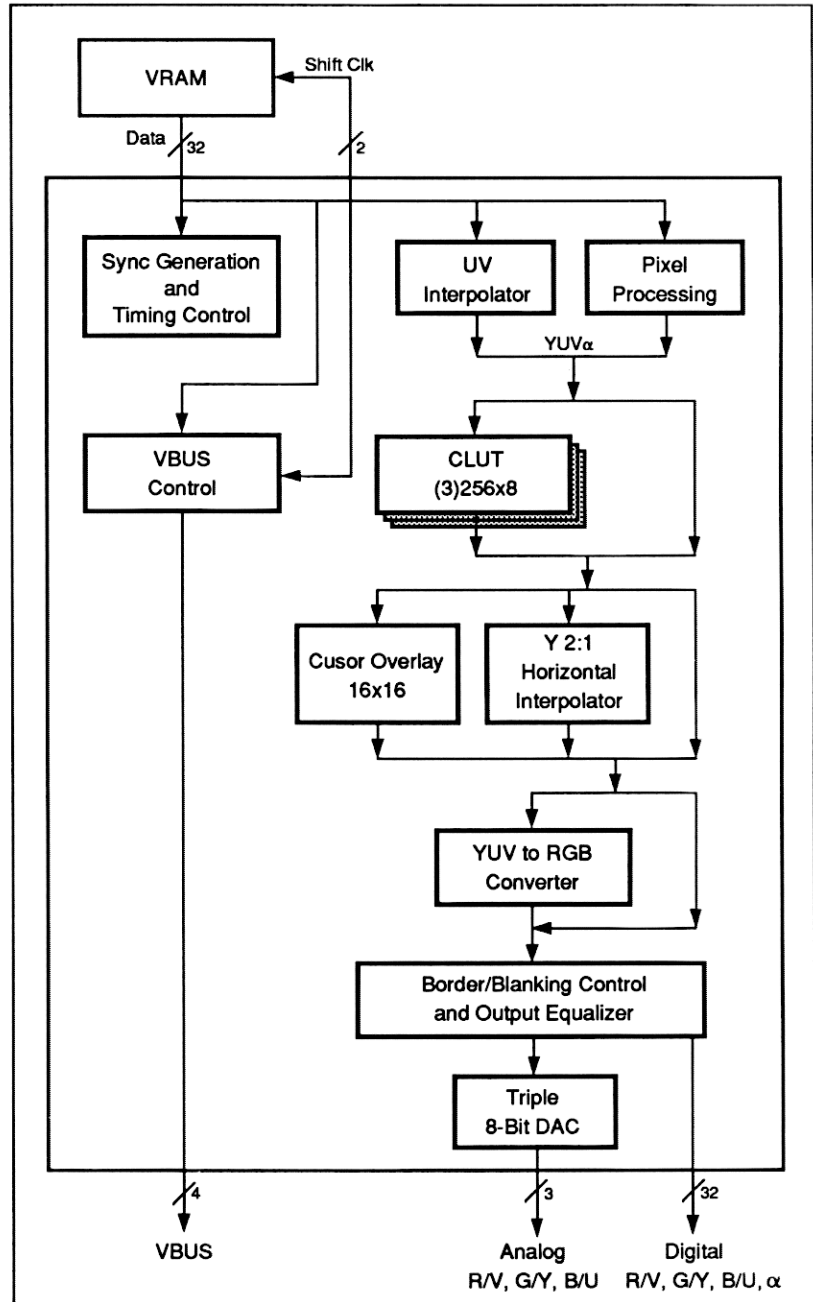 VRAM
Shift Clk
Data
32
2
Sync Generation
and
Timing Control
UV
Interpolator
Pixel
Processing
YUVα
VBUS
Control
CLUT
(3)256x8
Cusor Overlay
16x16
Y 2:1
Horizontal
Interpolator
YUV to RGB
Converter
Border/Blanking Control
and Output Equalizer
Triple
8-Bit DAC
4
3
32
VBUS
Analog
R/V, G/Y, B/U
Digital
R/V, G/Y, B/U, α